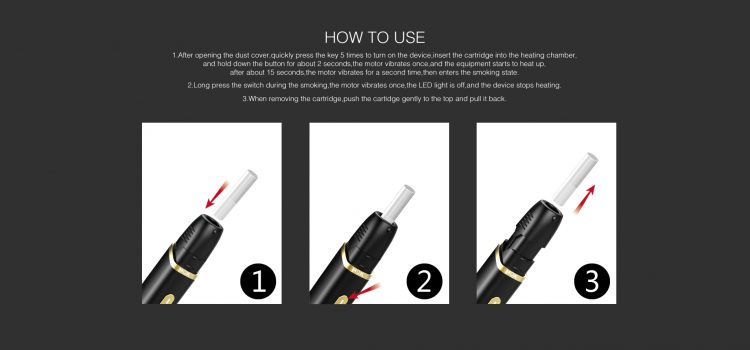 HOW TO USE
1.After opening the dust cover,quickly press the key 5 times to turn on the device,insert the cartridge into the heating chamber,
and hold down the button for about 2 seconds,the motor vibrates once,and the equipment starts to heat up,
after about 15 seconds,the motor vibrates for a second time,then enters the smoking state.
2.Long press the switch during the smoking,the motor vibrates once,the LED light is off,and the device stops heating.
3.When removing the cartridge,push the cartidge gently to the top and pull it back.
1
2
3